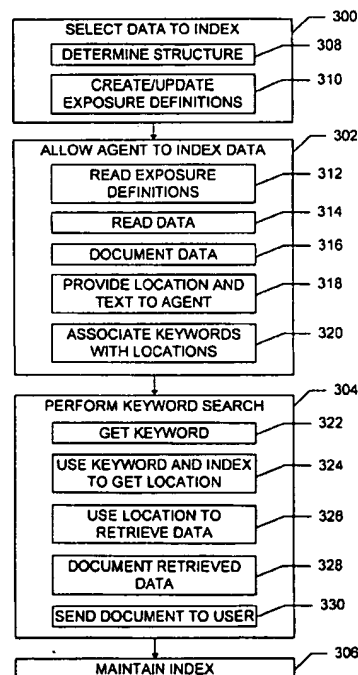 SELECT DATA TO INDEX 300
DETERMINE STRUCTURE 308
CREATE/UPDATE 310
EXPOSURE DEFINITIONS
ALLOW AGENT TO INDEX DATA 302
READ EXPOSURE 312
DEFINITIONS
READ DATA 314
DOCUMENT DATA 316
PROVIDE LOCATION AND 318
TEXT TO AGENT
ASSOCIATE KEYWORDS 320
WITH LOCATIONS
PERFORM KEYWORD SEARCH 304
GET KEYWORD 322
USE KEYWORD AND INDEX 324
TO GET LOCATION
USE LOCATION TO 326
RETRIEVE DATA
DOCUMENT RETRIEVED 328
DATA
SEND DOCUMENT TO USER 330
MAINTAIN INDEX 306